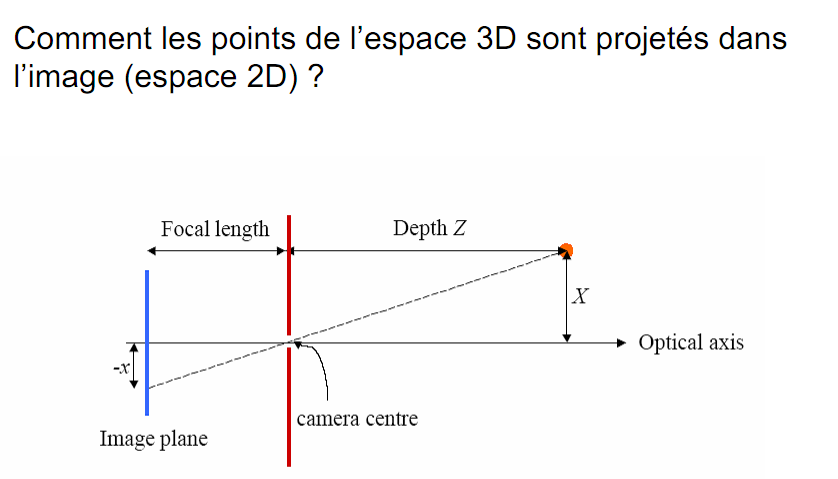 Comment les points de l’espace 3D sont projetés dans
l’image (espace 2D) ?
Focal length
Depth Z
X
Optical axis
-x
camera centre
Image plane